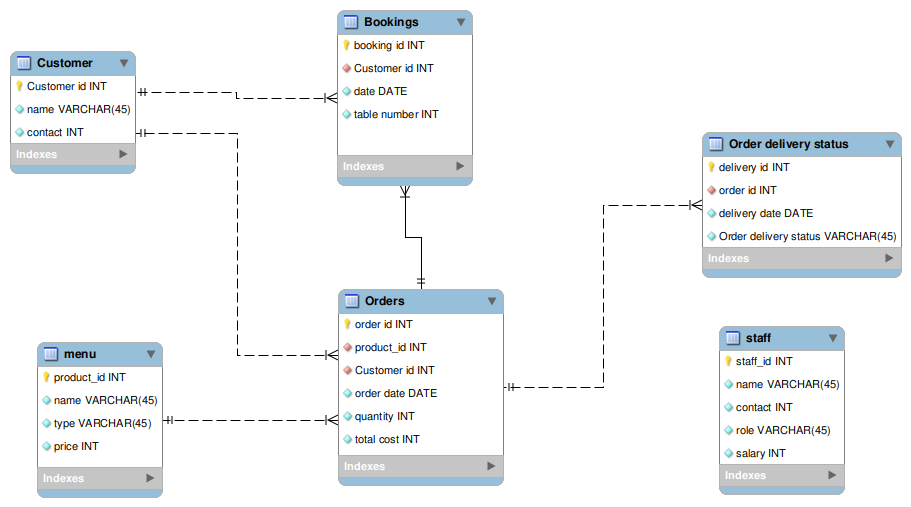 Bookings
booking id INT
Customer id INT
date DATE
table number INT
Indexes
Customer
Customer id INT
name VARCHAR(45)
contact INT
Indexes
Order delivery status
delivery id INT
order id INT
delivery date DATE
Order delivery status VARCHAR(45)
Indexes
Orders
order id INT
product_id INT
Customer id INT
order date DATE
quantity INT
total cost INT
Indexes
menu
product_id INT
name VARCHAR(45)
type VARCHAR(45)
price INT
Indexes
staff
staff_id INT
name VARCHAR(45)
contact INT
role VARCHAR(45)
salary INT
Indexes